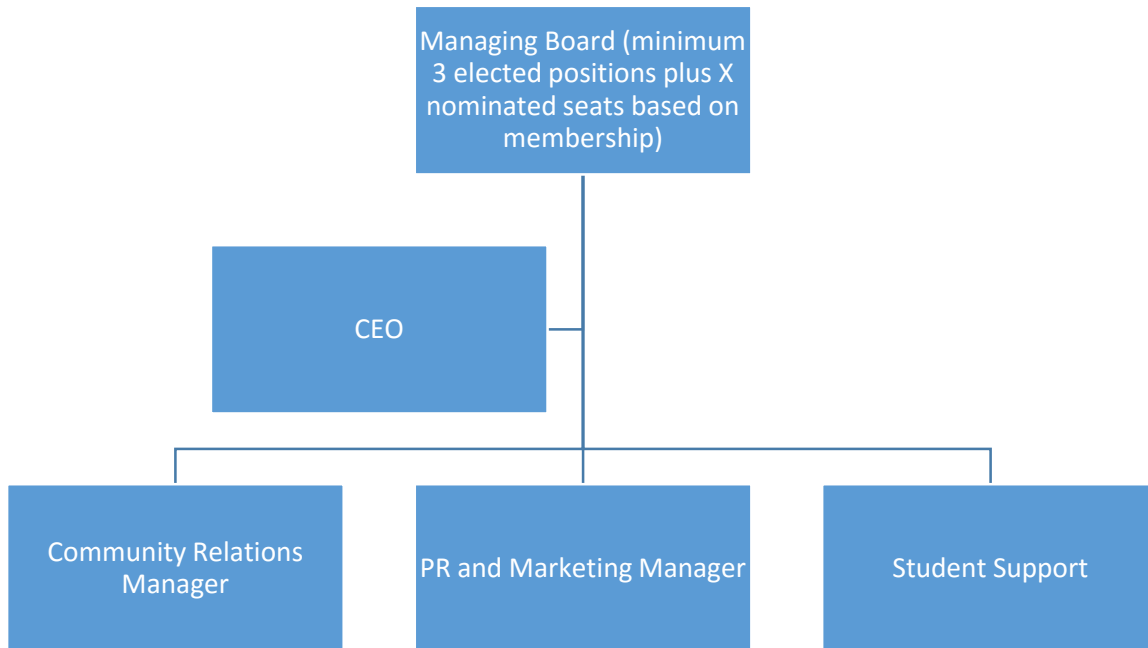 Managing Board (minimum
3 elected positions plus X
nominated seats based on
membership)
CEO
Community Relations
Manager
PR and Marketing Manager
Student Support